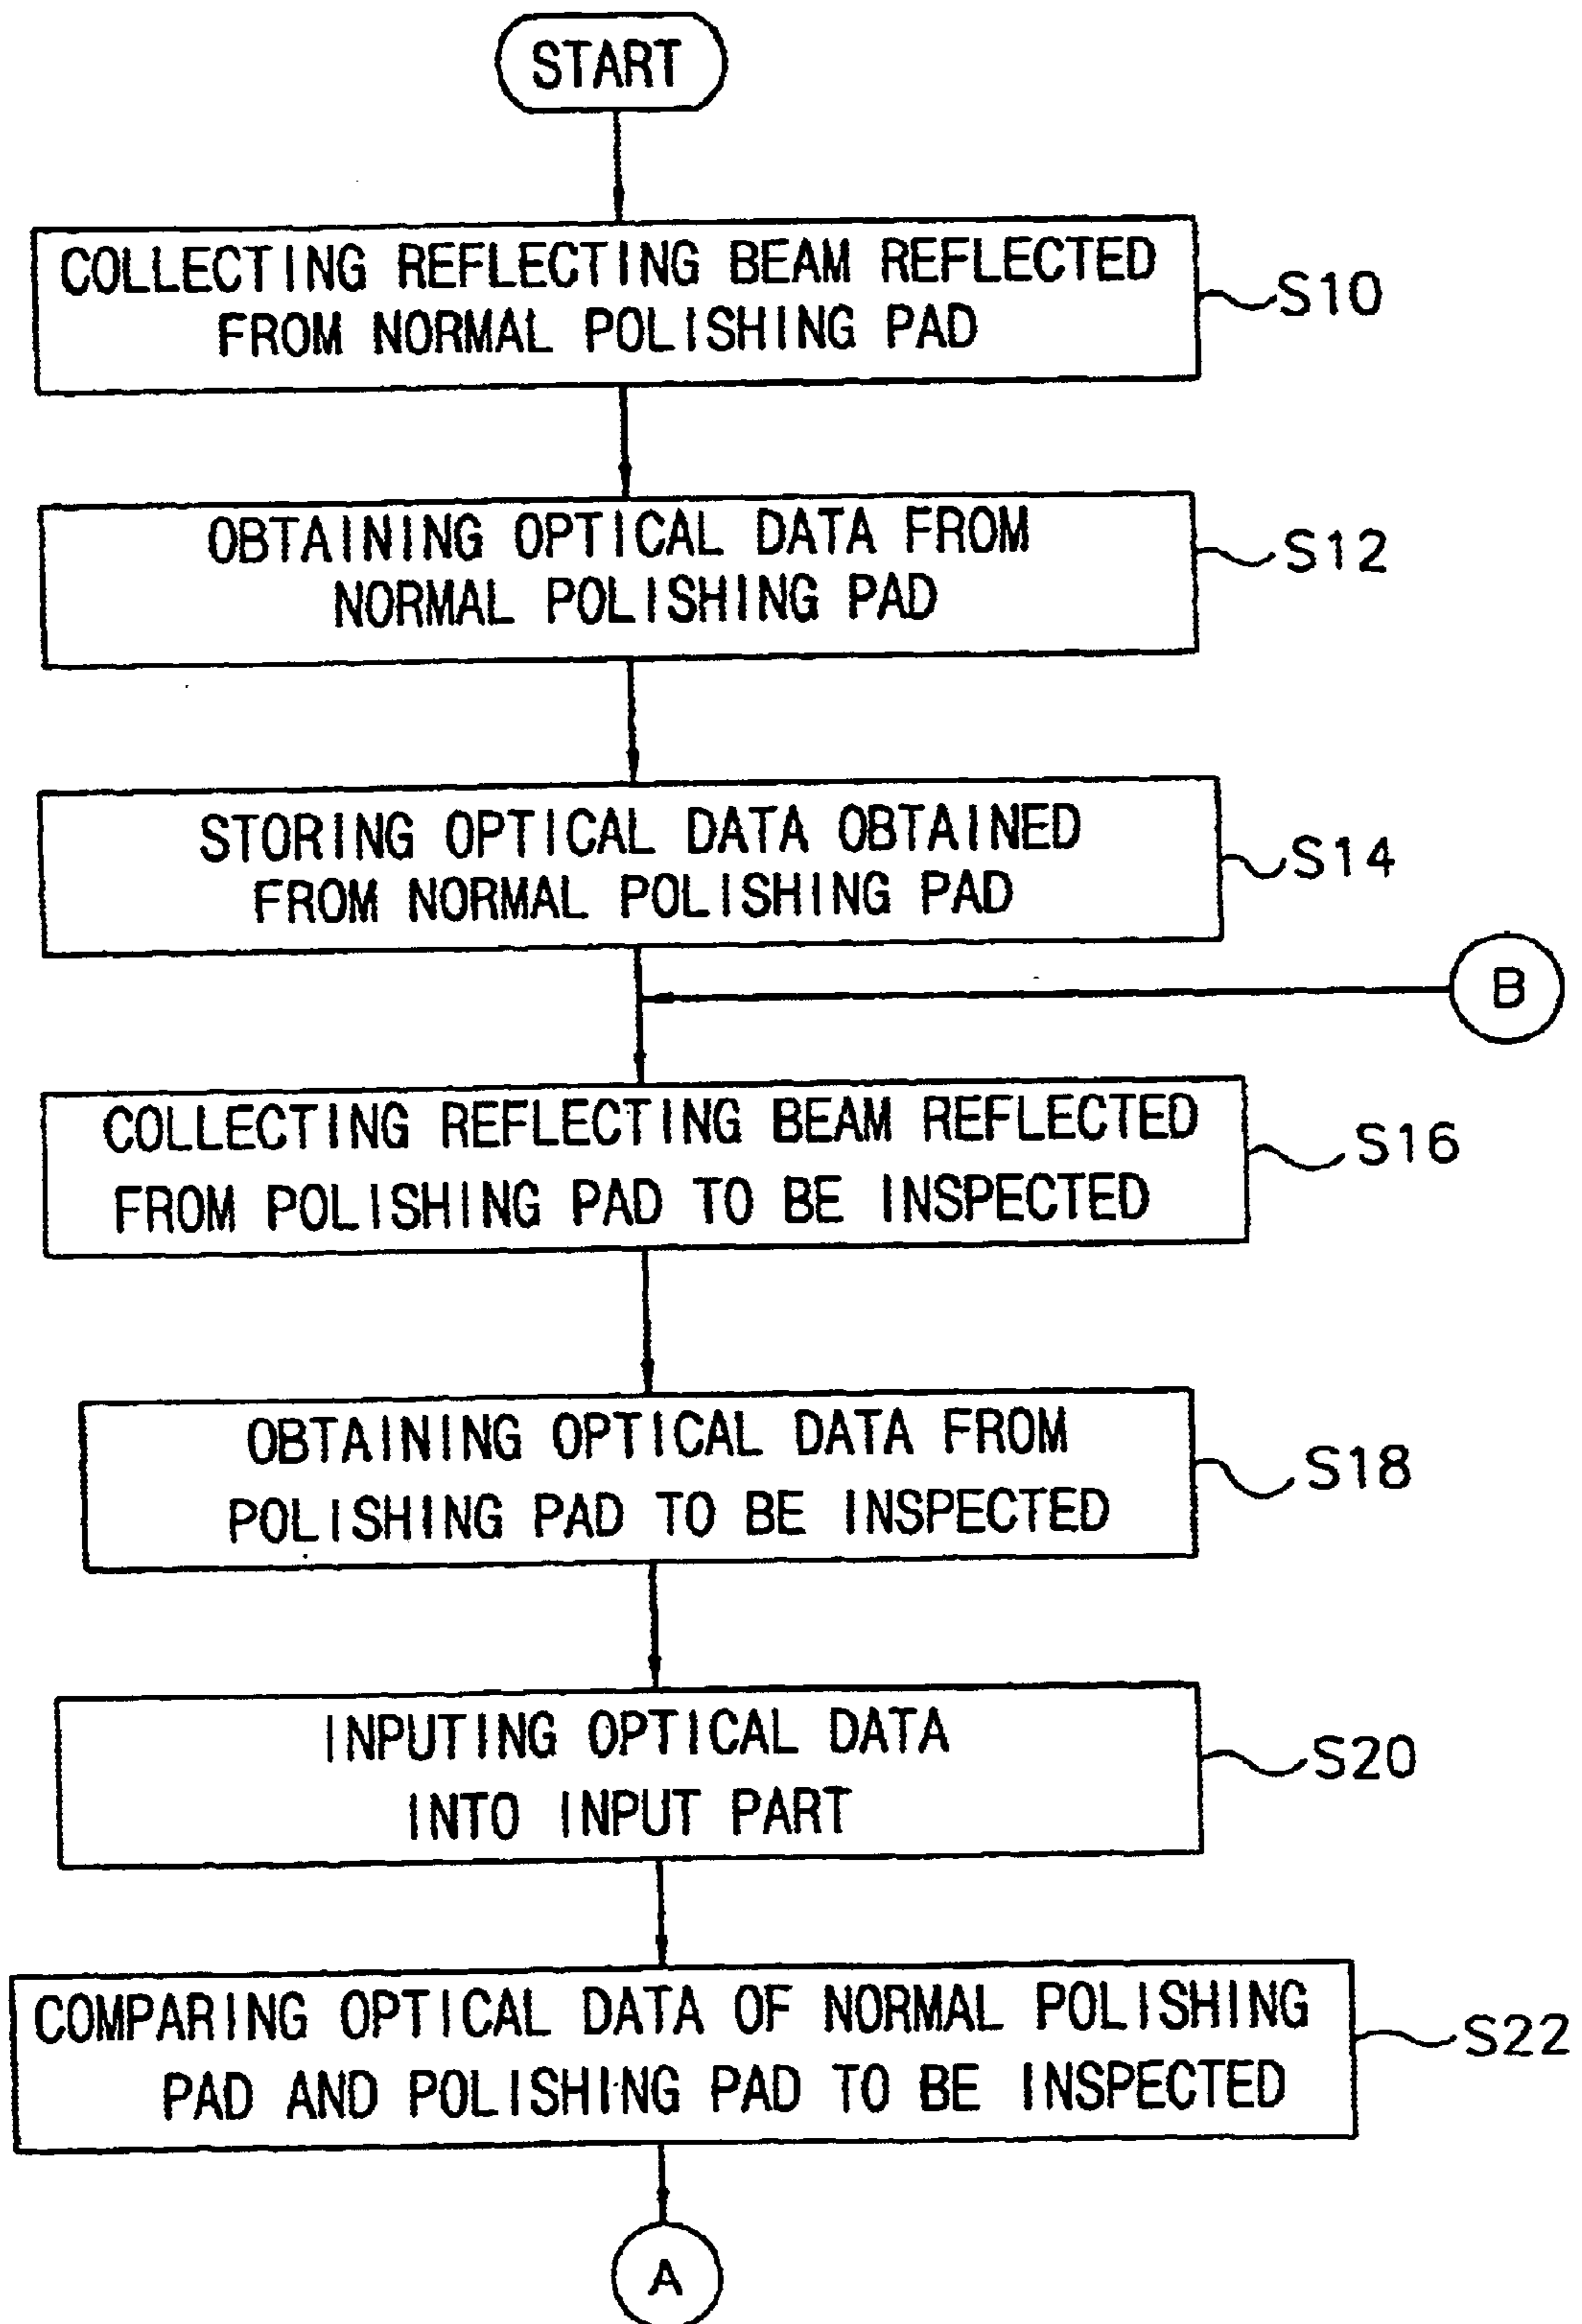 START
COLLECTING REFLECTING BEAM REFLECTED
FROM NORMAL POLISHING PAD
S10
OBTAINING OPTICAL DATA FROM
NORMAL POLISHING PAD
S12
STORING OPTICAL DATA OBTAINED
FROM NORMAL POLISHING PAD
S14
B
COLLECTING REFLECTING BEAM REFLECTED
FROM POLISHING PAD TO BE INSPECTED
S16
OBTAINING OPTICAL DATA FROM
POLISHING PAD TO BE INSPECTED
S18
INPUTING OPTICAL DATA
INTO INPUT PART
S20
COMPARING OPTICAL DATA OF NORMAL POLISHING
PAD AND POLISHING PAD TO BE INSPECTED
S22
A